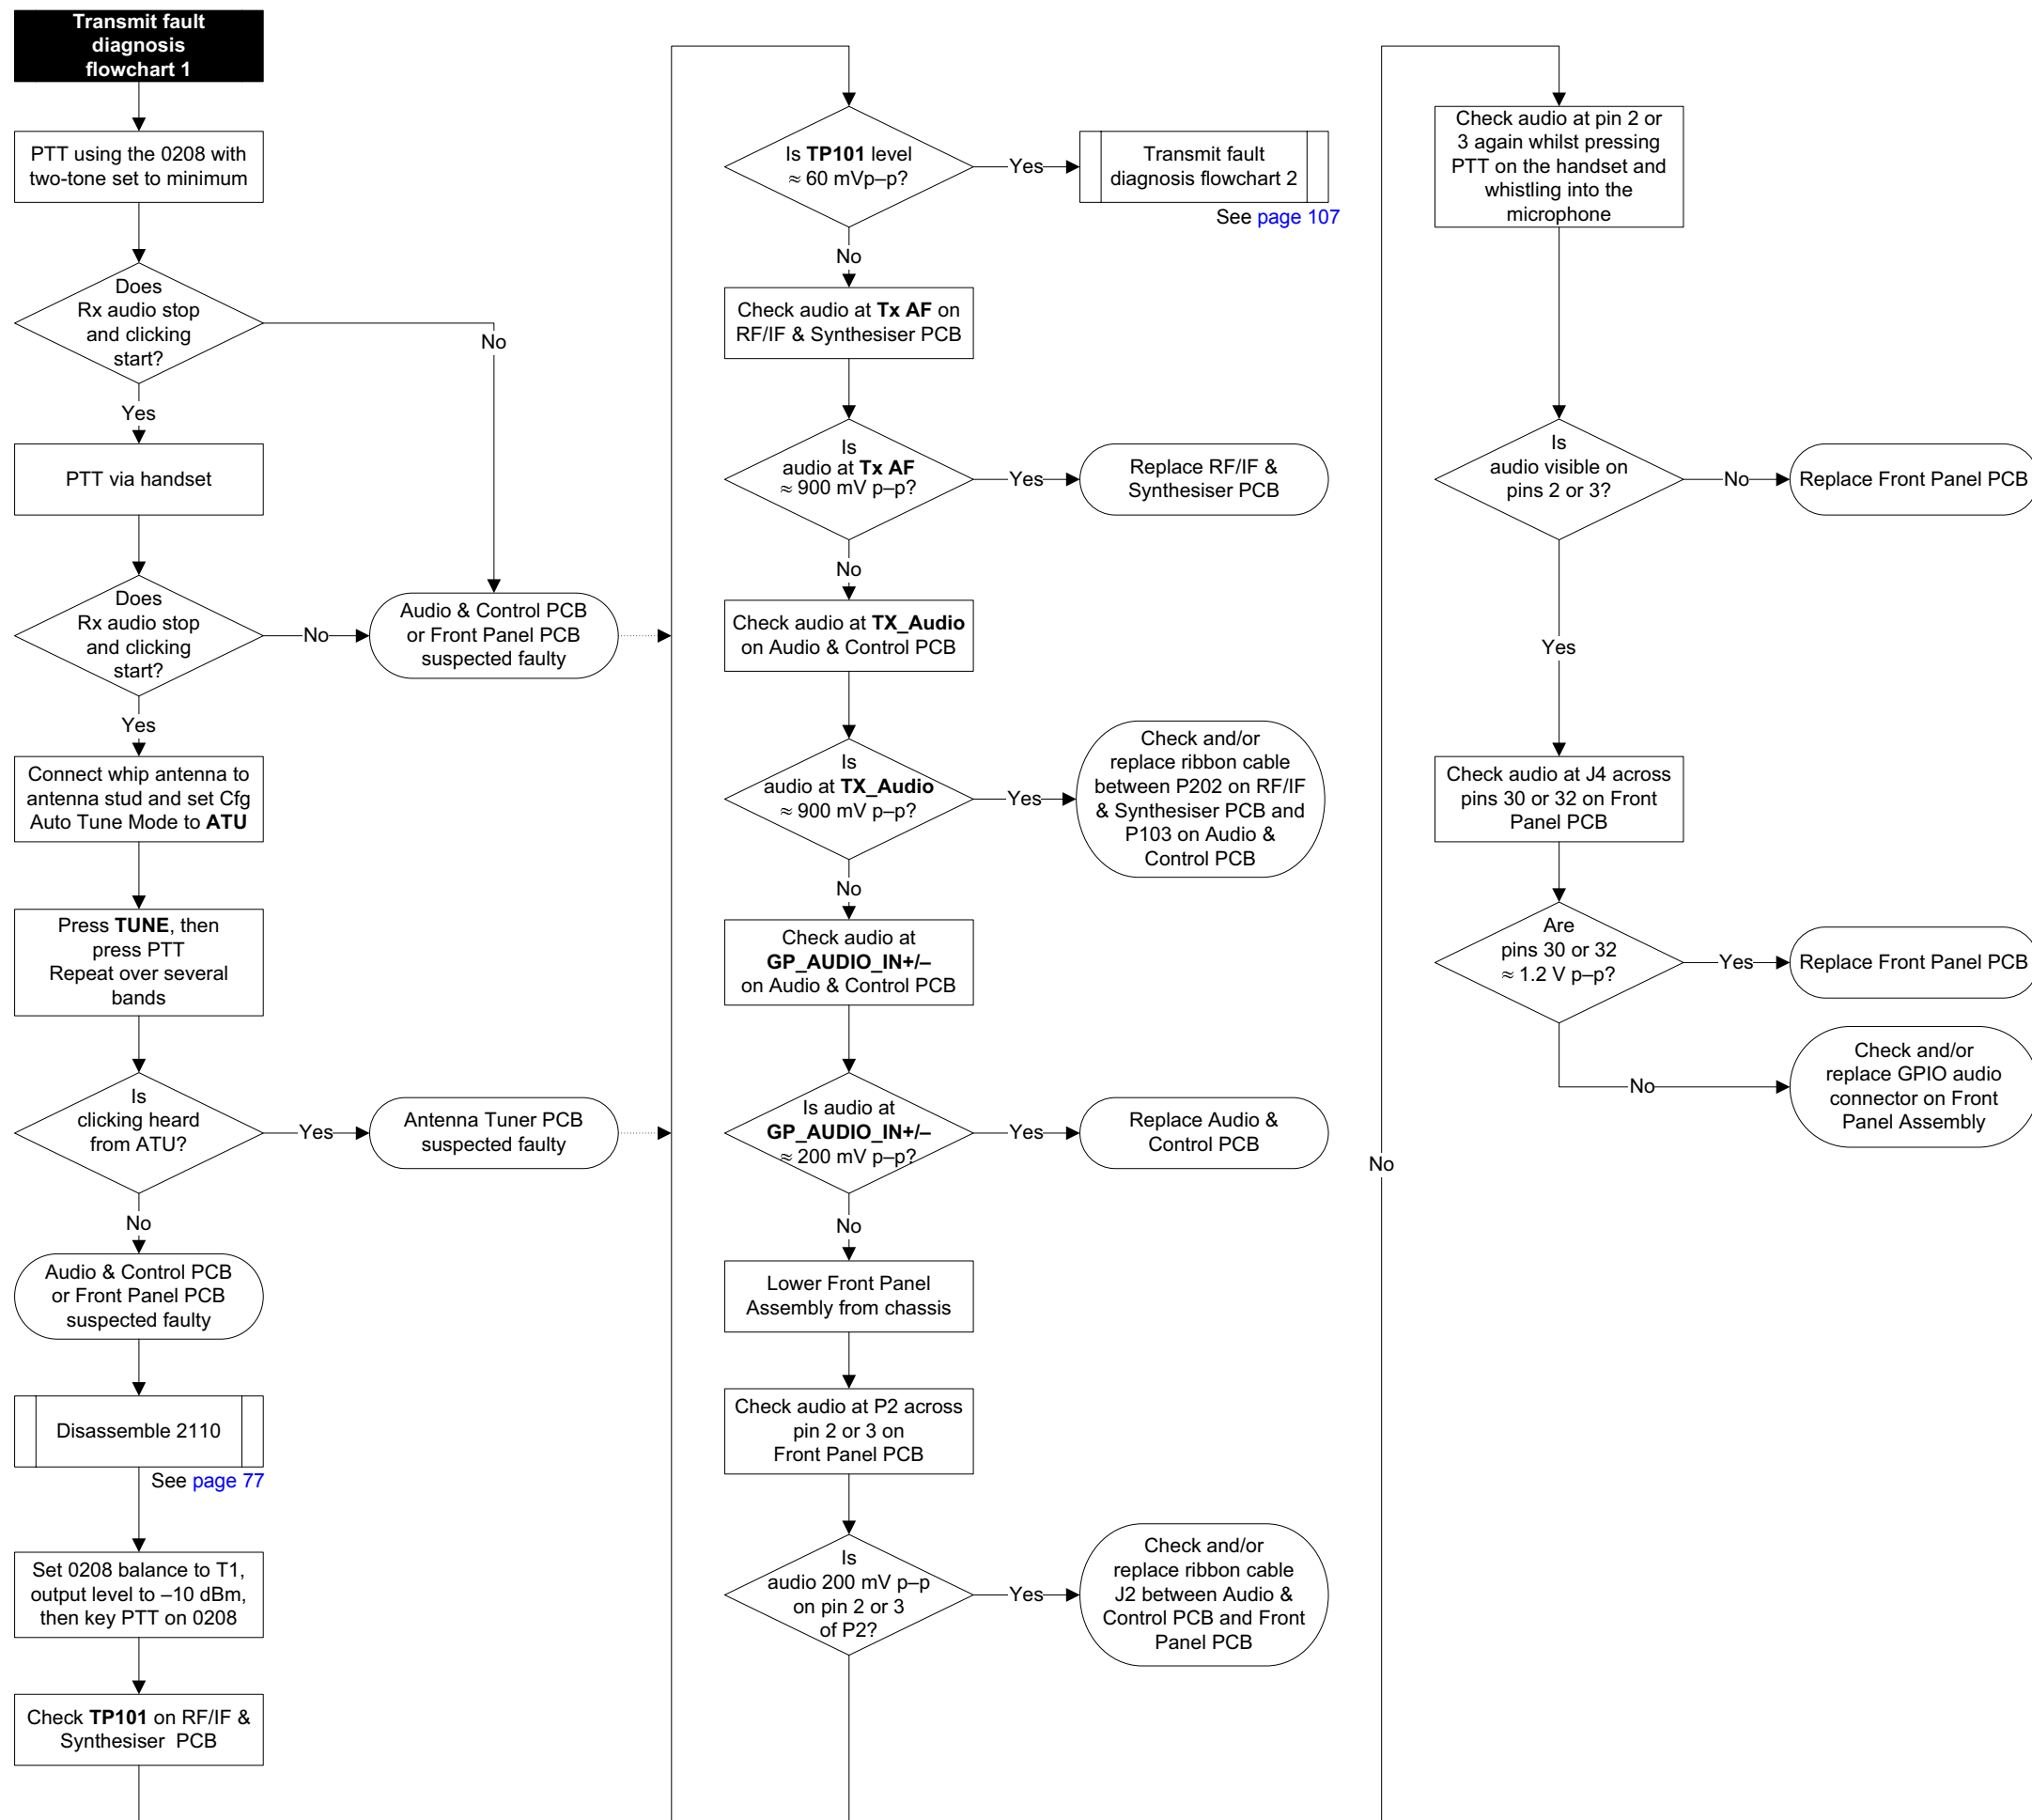 Transmit fault
diagnosis
flowchart 1
PTT using the 0208 with
two-tone set to minimum
Does
Rx audio stop
and clicking
start?
No
Yes
PTT via handset
Does
Rx audio stop
and clicking
start?
No
Audio & Control PCB
or Front Panel PCB
suspected faulty
Yes
Connect whip antenna to
antenna stud and set Cfg
Auto Tune Mode to ATU
Press TUNE, then
press PTT
Repeat over several
bands
Is
clicking heard
from ATU?
Yes
Antenna Tuner PCB
suspected faulty
No
Audio & Control PCB
or Front Panel PCB
suspected faulty
Disassemble 2110
See page 77
Set 0208 balance to T1,
output level to –10 dBm,
then key PTT on 0208
Check TP101 on RF/IF &
Synthesiser PCB
Is TP101 level
≈ 60 mVp–p?
Yes
Transmit fault
diagnosis flowchart 2
See page 107
No
Check audio at Tx AF on
RF/IF & Synthesiser PCB
Is
audio at Tx AF
≈ 900 mV p–p?
Yes
Replace RF/IF &
Synthesiser PCB
No
Check audio at TX_Audio
on Audio & Control PCB
Is
audio at TX_Audio
≈ 900 mV p–p?
Yes
Check and/or
replace ribbon cable
between P202 on RF/IF
& Synthesiser PCB and
P103 on Audio &
Control PCB
No
Check audio at
GP_AUDIO_IN+/–
on Audio & Control PCB
Is audio at
GP_AUDIO_IN+/–
≈ 200 mV p–p?
Yes
Replace Audio &
Control PCB
No
Lower Front Panel
Assembly from chassis
Check audio at P2 across
pin 2 or 3 on
Front Panel PCB
Is
audio 200 mV p–p
on pin 2 or 3
of P2?
Yes
Check and/or
replace ribbon cable
J2 between Audio &
Control PCB and Front
Panel PCB
No
Check audio at pin 2 or
3 again whilst pressing
PTT on the handset and
whistling into the
microphone
Is
audio visible on
pins 2 or 3?
No
Replace Front Panel PCB
Yes
Check audio at J4 across
pins 30 or 32 on Front
Panel PCB
Are
pins 30 or 32
≈ 1.2 V p–p?
Yes
Replace Front Panel PCB
No
Check and/or
replace GPIO audio
connector on Front
Panel Assembly